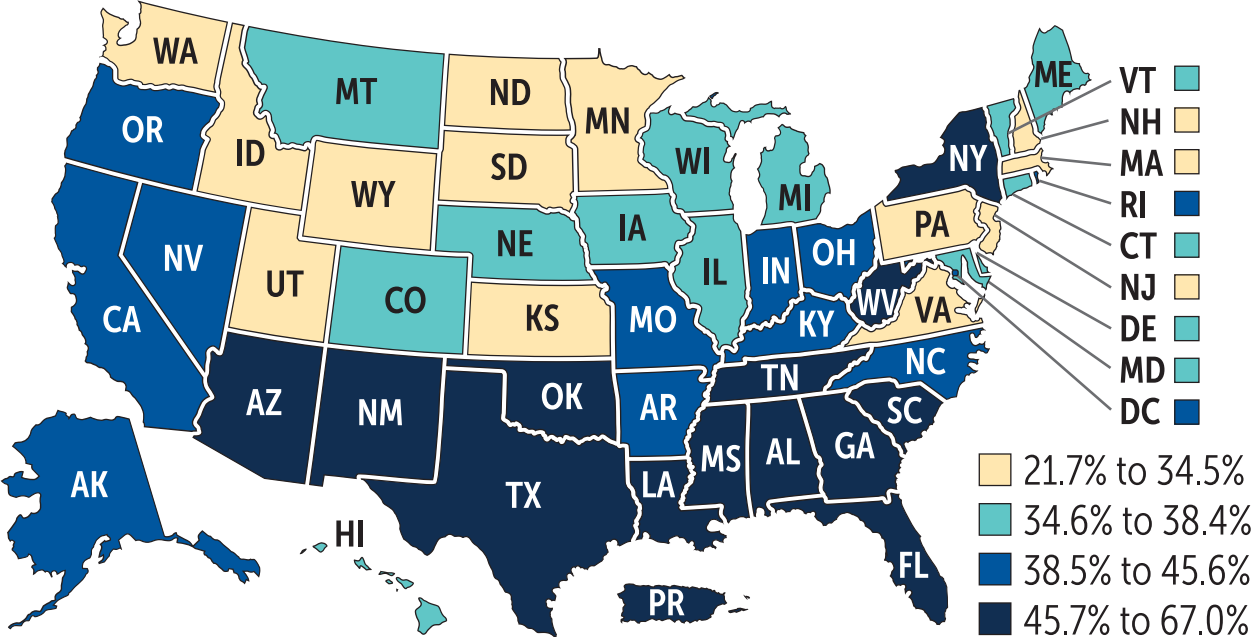 WA
MT
ND
MN
ME
VT
OR
ID
SD
WI
MI
NY
NH
MA
WY
RI
NV
UT
NE
IA
PA
CT
CO
IL
IN
OH
NJ
CA
KS
MO
KY
WV
VA
DE
MD
NC
TN
DC
AZ
NM
OK
AR
SC
MS
AL
GA
AK
TX
LA
HI
FL
PR
21.7% to 34.5%
34.6% to 38.4%
38.5% to 45.6%
45.7% to 67.0%